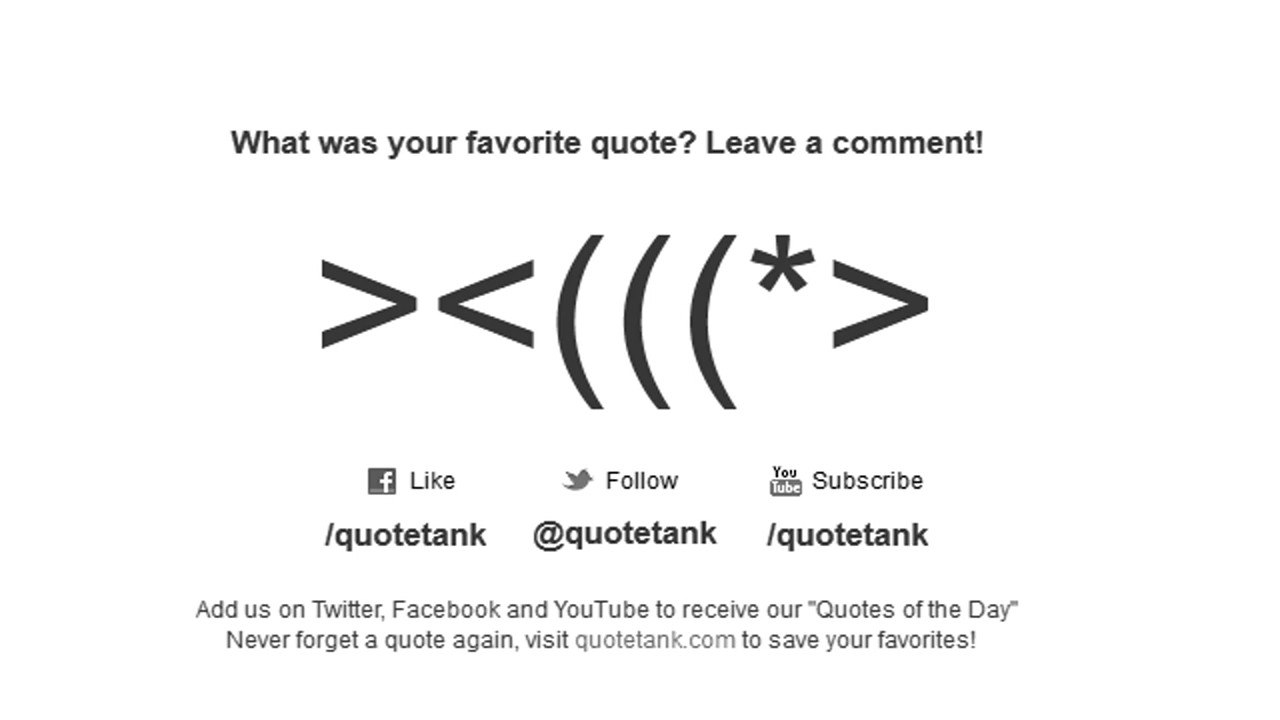 What was your favorite quote? Leave a comment!
><(((*>
f Like
Follow
You Tube Subscribe
/quotetank @quotetank /quotetank
Add us on Twitter, Facebook and YouTube to receive our "Quotes of the Day"
Never forget a quote again, visit quotetank.com to save your favorites!